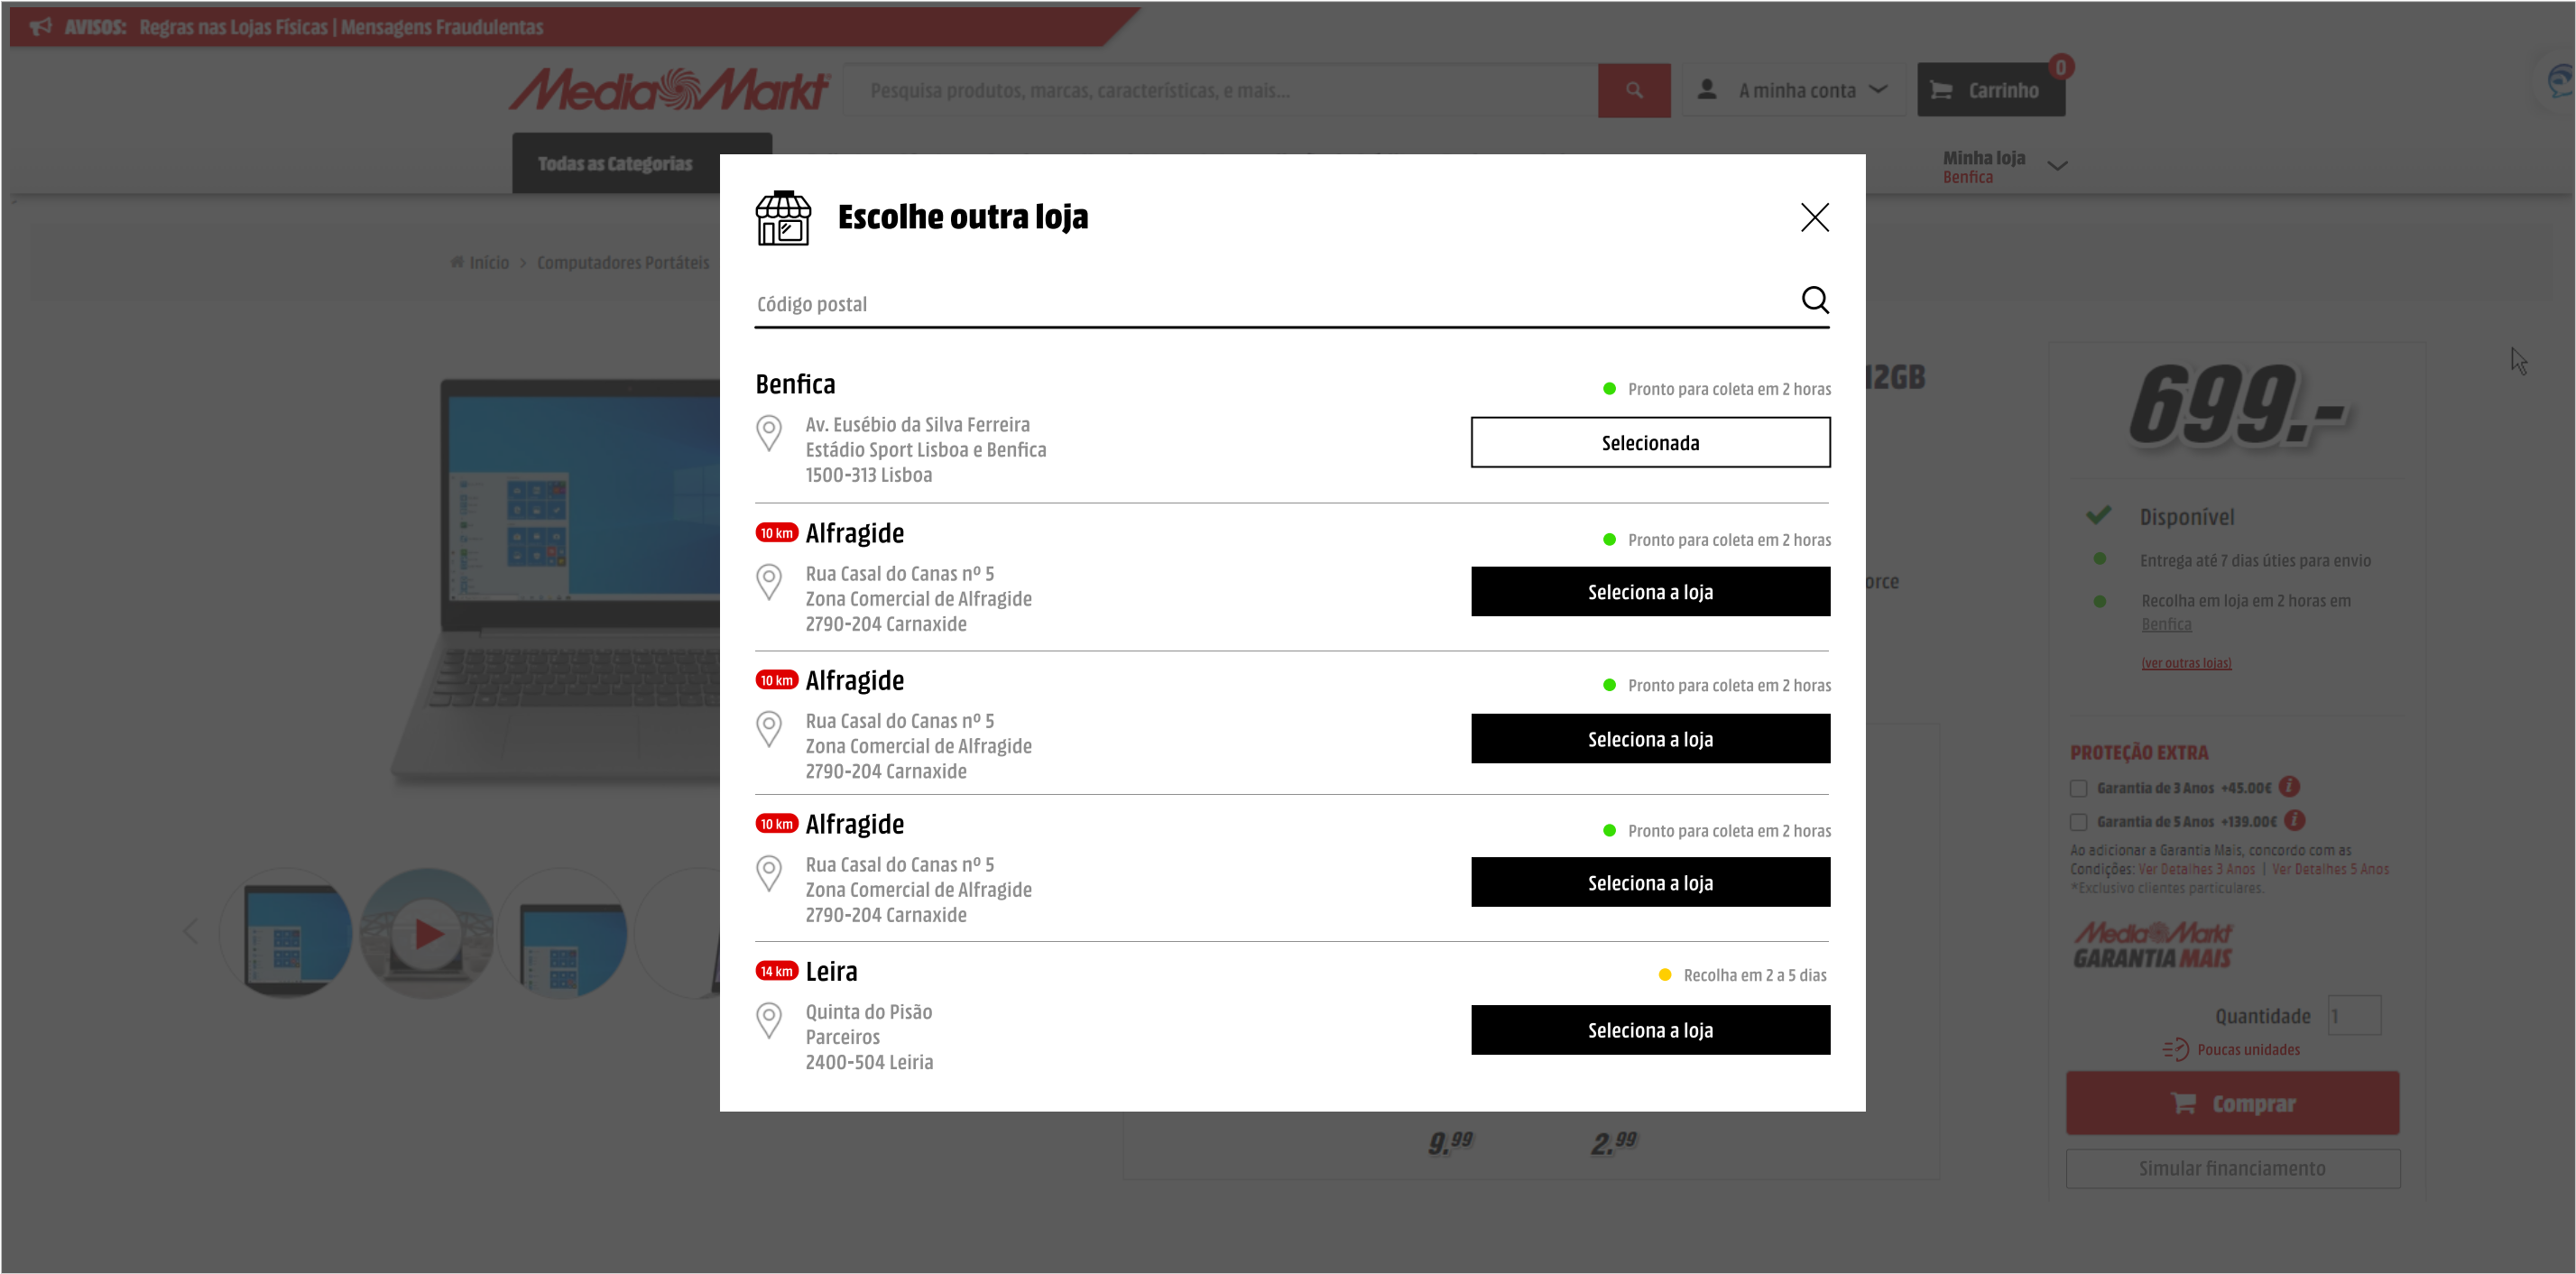 AVISOS: Regras nas Lojas Físicas | Mensagens Fraudulentas
MediaMarkt
Pesquisa produtos, marcas, características, e mais...
A minha conta
0
Carrinho
Todas as Categorias
Minha loja
Benfica
Início > Computadores Portáteis
Escolhe outra loja
Código postal
Benfica
Pronto para coleta em 2 horas
Av. Eusébio da Silva Ferreira
Estádio Sport Lisboa e Benfica
1500-313 Lisboa
Selecionada
10 km Alfragide
Pronto para coleta em 2 horas
Rua Casal do Canas nº 5
Zona Comercial de Alfragide
2790-204 Carnaxide
Seleciona a loja
10 km Alfragide
Pronto para coleta em 2 horas
Rua Casal do Canas nº 5
Zona Comercial de Alfragide
2790-204 Carnaxide
Seleciona a loja
10 km Alfragide
Pronto para coleta em 2 horas
Rua Casal do Canas nº 5
Zona Comercial de Alfragide
2790-204 Carnaxide
Seleciona a loja
14 km Leira
Recolha em 2 a 5 dias
Quinta do Pisão
Parceiros
2400-504 Leiria
Seleciona a loja
12GB
orce
9.99
2.99
699.-
Disponível
Entrega até 7 dias úties para envio
Recolha em loja em 2 horas em
Benfica
(ver outras lojas)
PROTEÇÃO EXTRA
Garantia de 3 Anos +45.00€ i
Garantia de 5 Anos +139.00€ i
Ao adicionar a Garantia Mais, concordo com as
Condições: Ver Detalhes 3 Anos | Ver Detalhes 5 Anos
*Exclusivo clientes particulares.
MediaMarkt
GARANTIA MAIS
Quantidade 1
Poucas unidades
Comprar
Simular financiamento